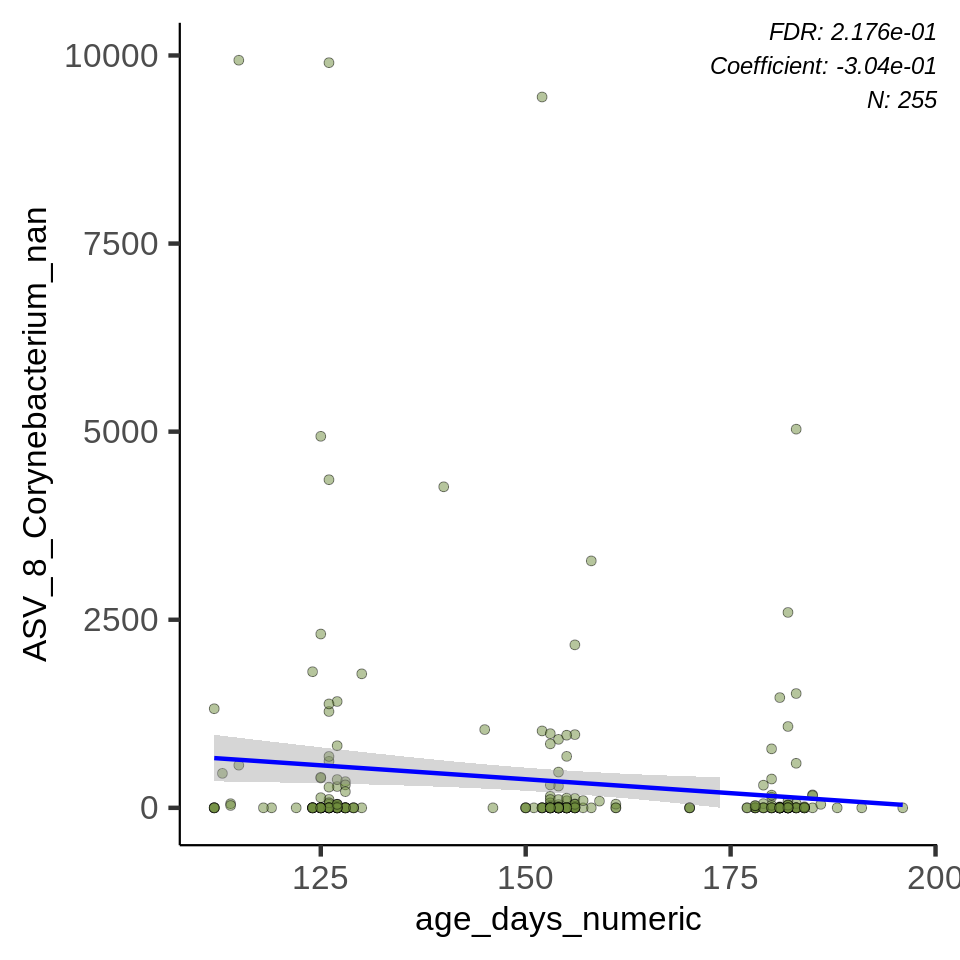 FDR: 2.176e-01
Coefficient: -3.04e-01
N: 255
ASV_8_Corynebacterium_nan
10000
7500
5000
2500
0
125 150 175 200
age_days_numeric